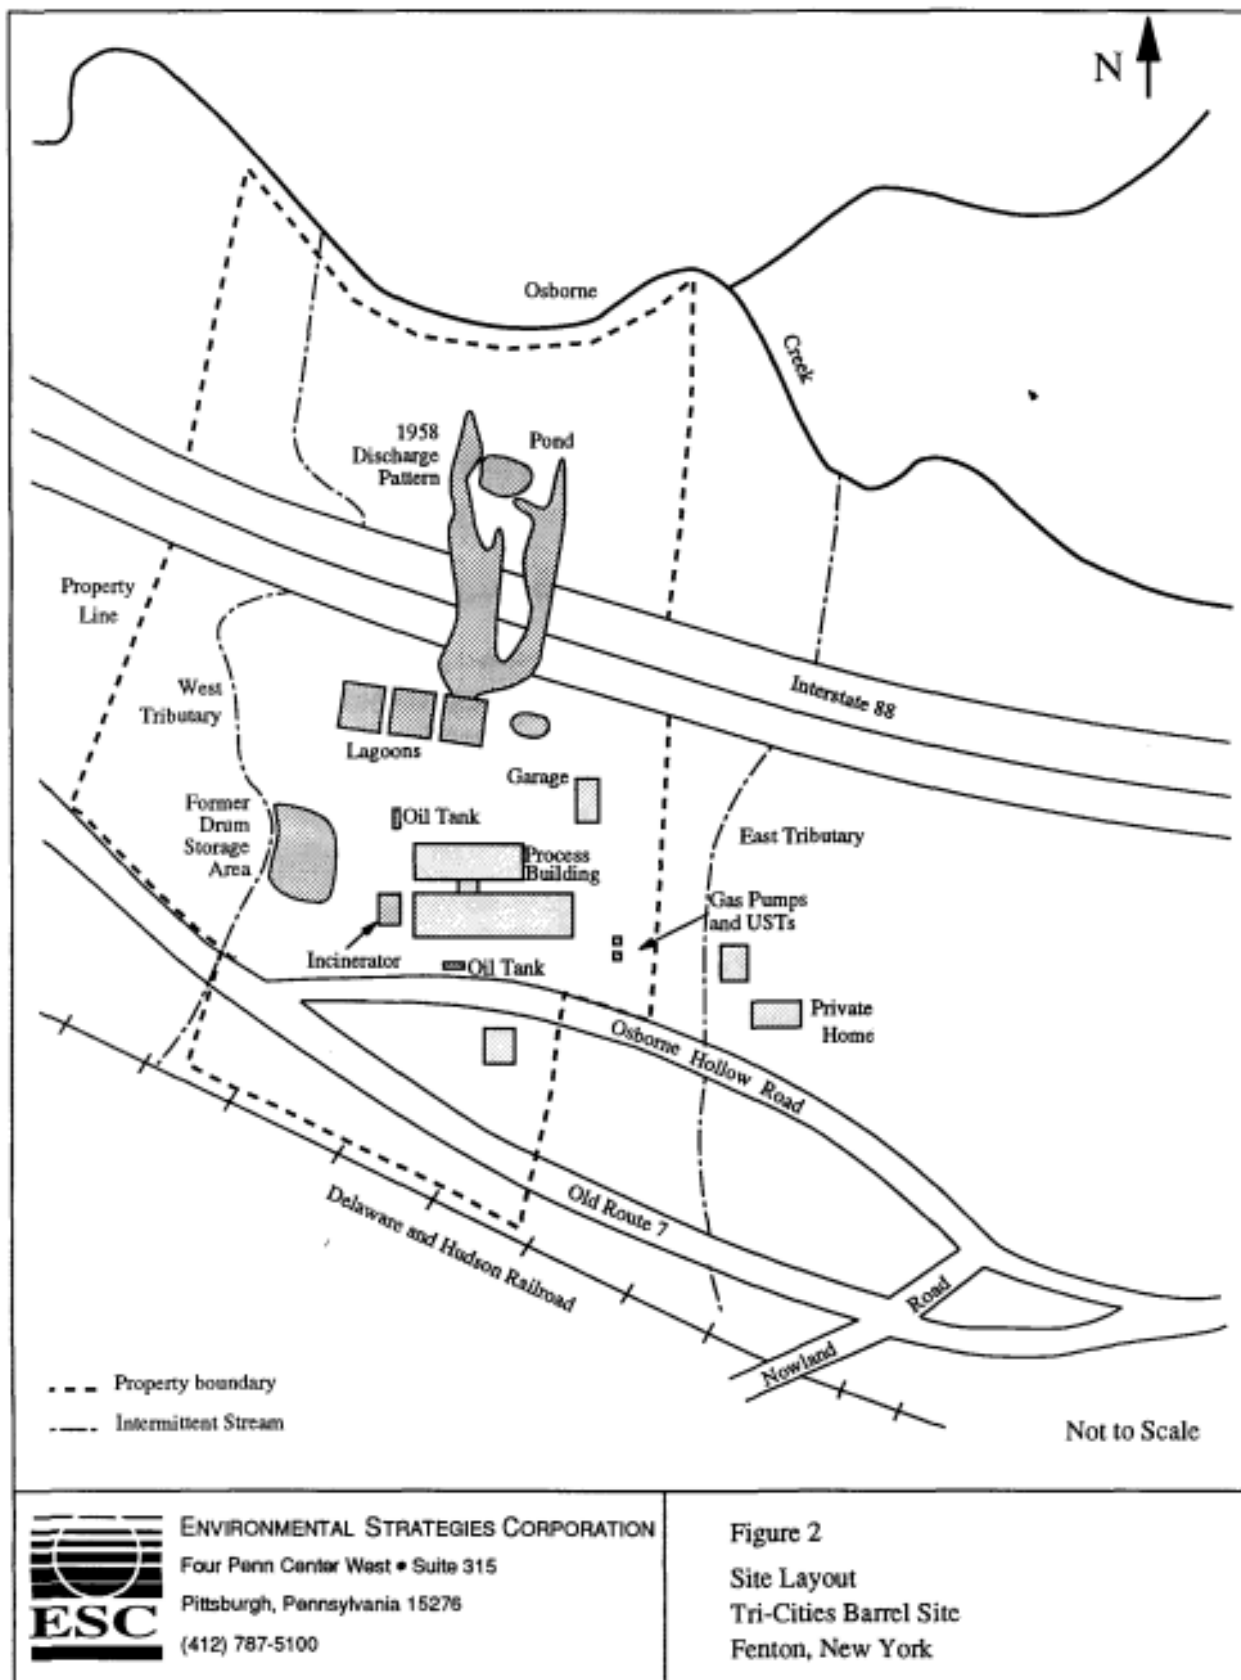 N
Osborne
Creek
1958
Discharge
Pattern
Pond
Property
Line
West
Tributary
Interstate 88
Lagoons
Garage
Former
Drum
Storage
Area
Oil Tank
Process
Building
East Tributary
Gas Pumps
and USTs
Incinerator
Oil Tank
Private
Home
Osborne Hollow Road
Old Route 7
Delaware and Hudson Railroad
Road
Nowland
Property boundary
Intermittent Stream
Not to Scale
ESC
ENVIRONMENTAL STRATEGIES CORPORATION
Four Penn Center West • Suite 315
Pittsburgh, Pennsylvania 15276
(412) 787-5100
Figure 2
Site Layout
Tri-Cities Barrel Site
Fenton, New York